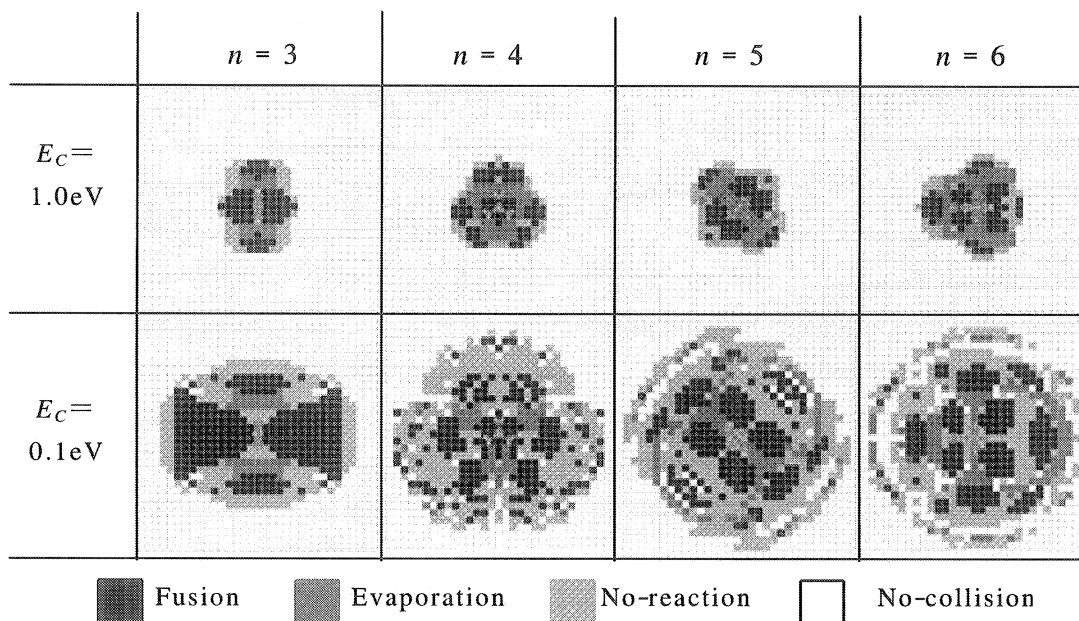 n = 3
n = 4
n = 5
n = 6
E_C=
1.0eV
E_C=
0.1eV
Fusion
Evaporation
No-reaction
No-collision